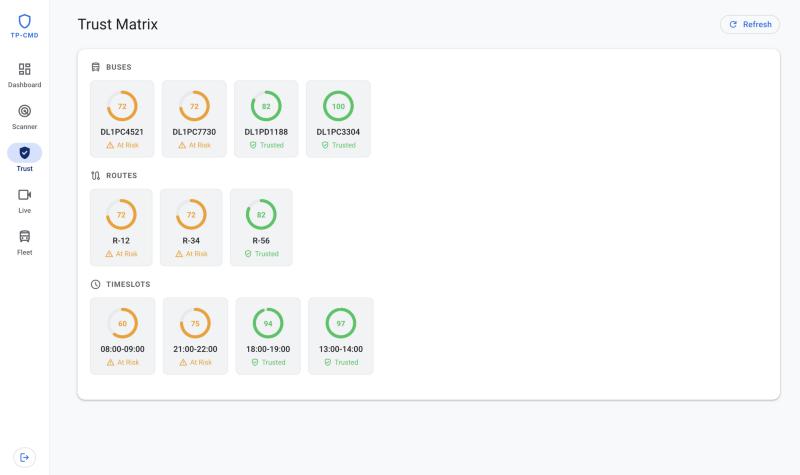 TP-CMD
Dashboard
Scanner
Trust
Live
Fleet
Trust Matrix
Refresh
BUSES
72 72 82 100
DL1PC4521 DL1PC7730 DL1PD1188 DL1PC3304
At Risk At Risk Trusted Trusted
ROUTES
72 72 82
R-12 R-34 R-56
At Risk At Risk Trusted
TIMESLOTS
60 75 94 97
08:00-09:00 21:00-22:00 18:00-19:00 13:00-14:00
At Risk At Risk Trusted Trusted